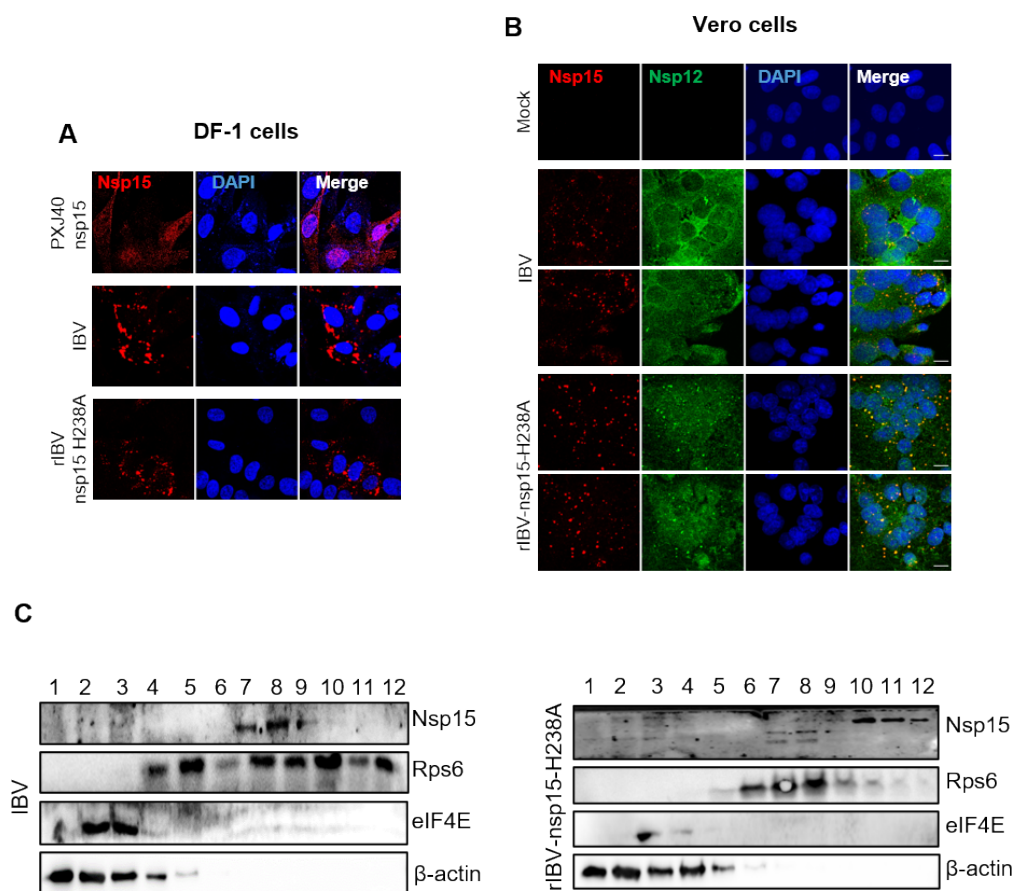 B
Vero cells
A
DF-1 cells
Nsp15 Nsp12 DAPI Merge
Mock
Nsp15 DAPI Merge
PXJ40
nsp15
IBV
IBV
rIBV
nsp15 H238A
rIBV-nsp15-H238A
C
1 2 3 4 5 6 7 8 9 10 11 12
Nsp15
Rps6
eIF4E
β-actin
IBV
1 2 3 4 5 6 7 8 9 10 11 12
Nsp15
Rps6
eIF4E
β-actin
rIBV-nsp15-H238A